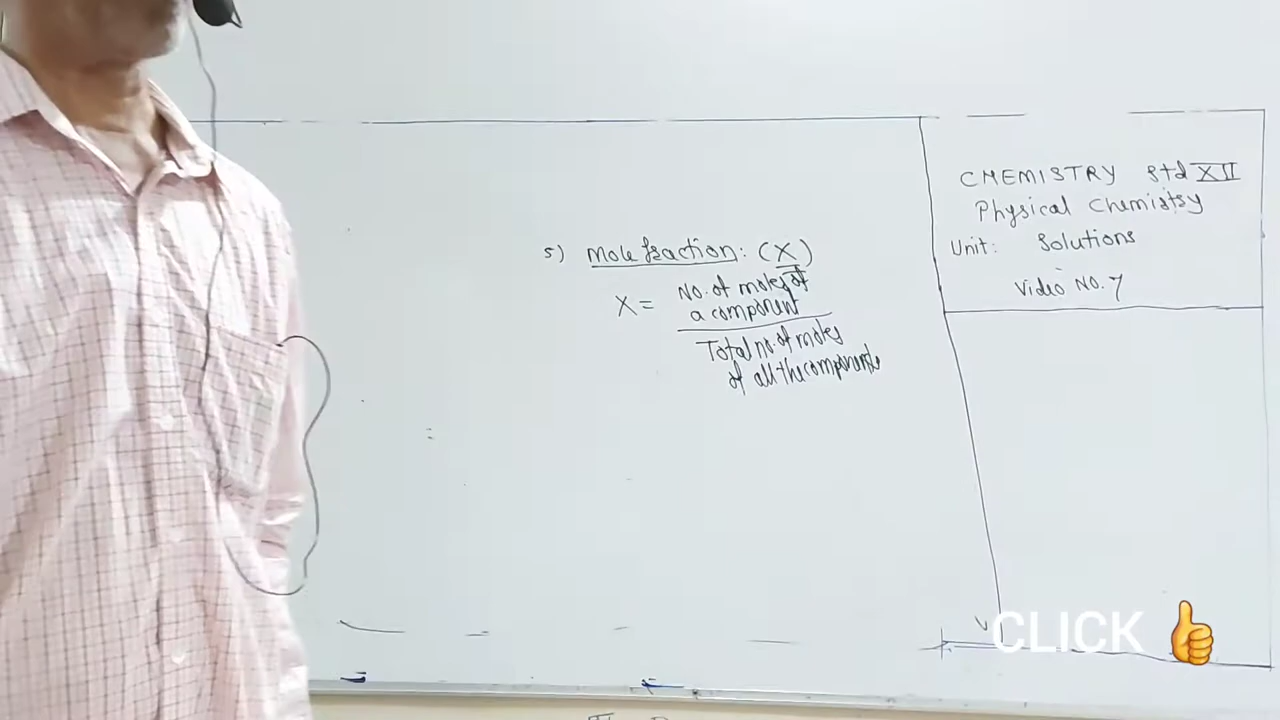 5) Mole fraction: (X)
X = No. of moles of
a component
Total no. of moles
of all the components
CHEMISTRY Std XII
Physical Chemistry
Unit: Solutions
Video No. 7
CLICK 👍